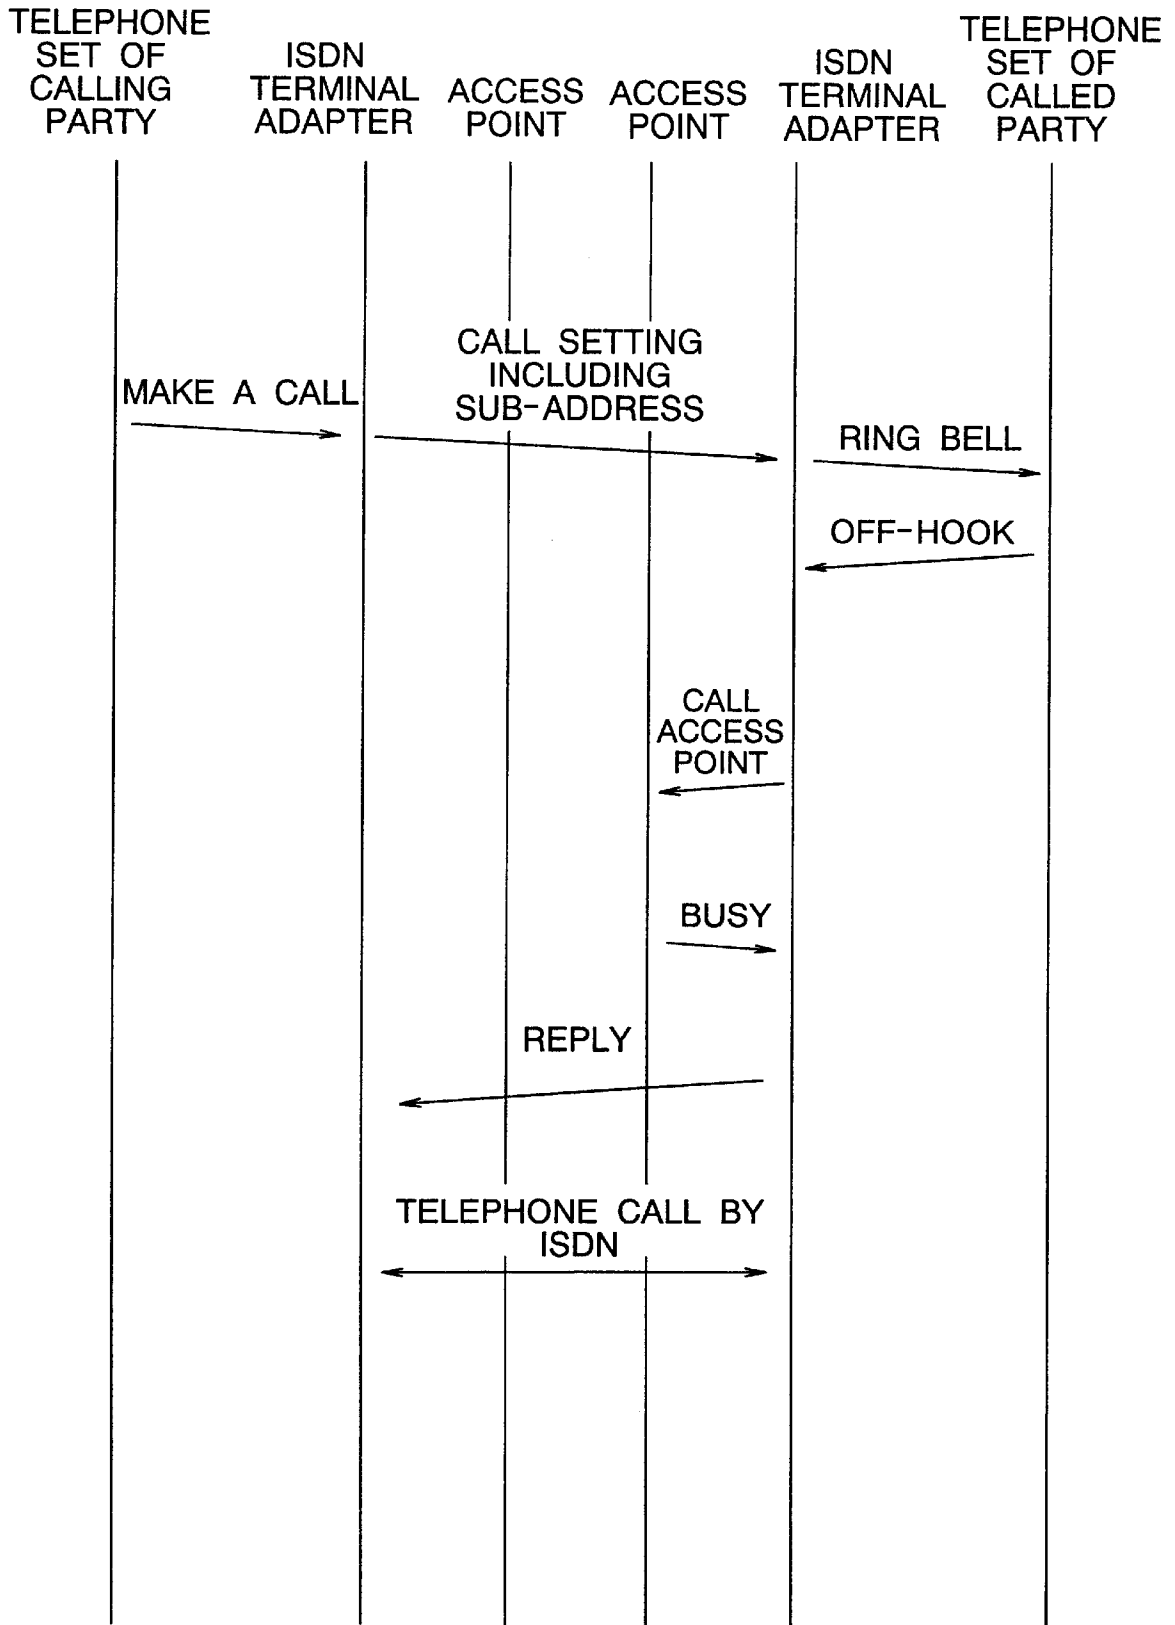 TELEPHONE
SET OF
CALLING
PARTY
ISDN
TERMINAL
ADAPTER
ACCESS
POINT
ACCESS
POINT
ISDN
TERMINAL
ADAPTER
TELEPHONE
SET OF
CALLED
PARTY
CALL SETTING
INCLUDING
SUB-ADDRESS
MAKE A CALL
RING BELL
OFF-HOOK
CALL
ACCESS
POINT
BUSY
REPLY
TELEPHONE CALL BY
ISDN